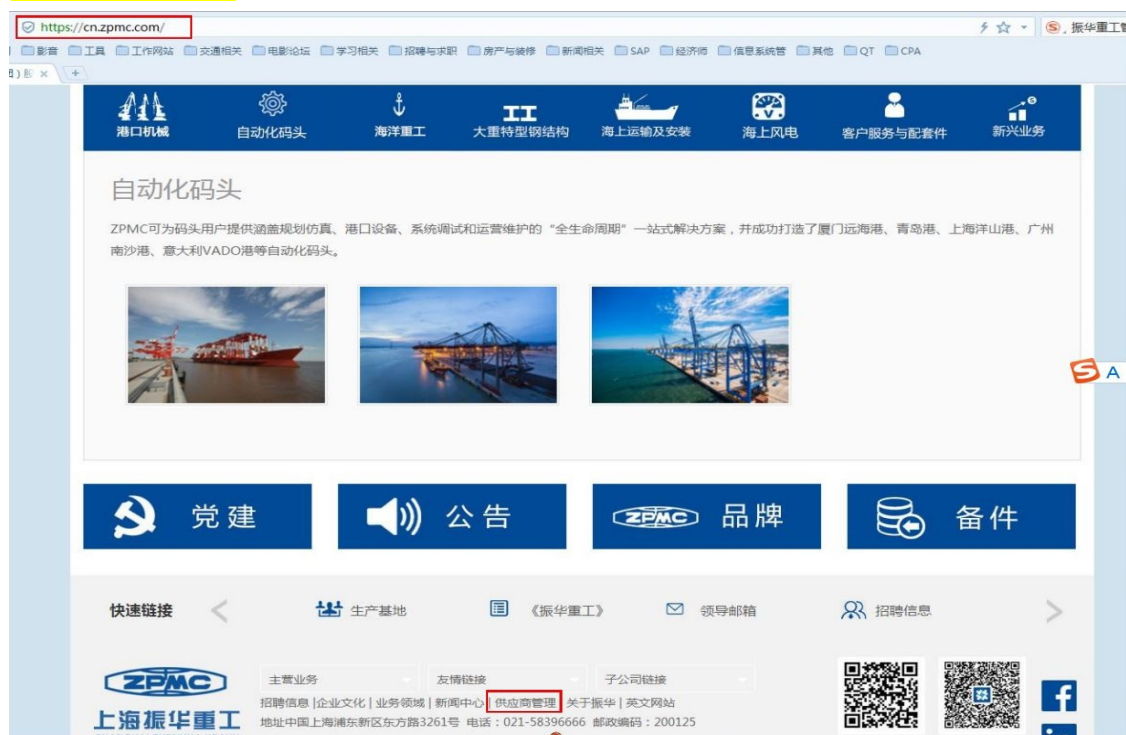 https://cn.zpmc.com/
振华重工
影音 工具 工作网站 交通相关 电影论坛 学习相关 招聘与求职 房产与装修 新闻相关 SAP 经济师 信息系统管 其他 QT CPA
港口机械 自动化码头 海洋重工 大重特型钢结构 海上运输及安装 海上风电 客户服务与配套件 新兴业务
自动化码头
ZPMC可为码头用户提供涵盖规划仿真、港口设备、系统调试和运营维护的“全生命周期”一站式解决方案，并成功打造了厦门远海港、青岛港、上海洋山港、广州
南沙港、意大利VADO港等自动化码头。
A
党建 公告 ZPMC 品牌 备件
快速链接 生产基地 《振华重工》 领导邮箱 招聘信息
ZPMC
上海振华重工
主营业务 友情链接 子公司链接
招聘信息 |企业文化 | 业务领域 | 新闻中心 | 供应商管理 关于振华 | 英文网站
地址中国上海浦东新区东方路3261号 电话：021-58396666 邮政编码：200125